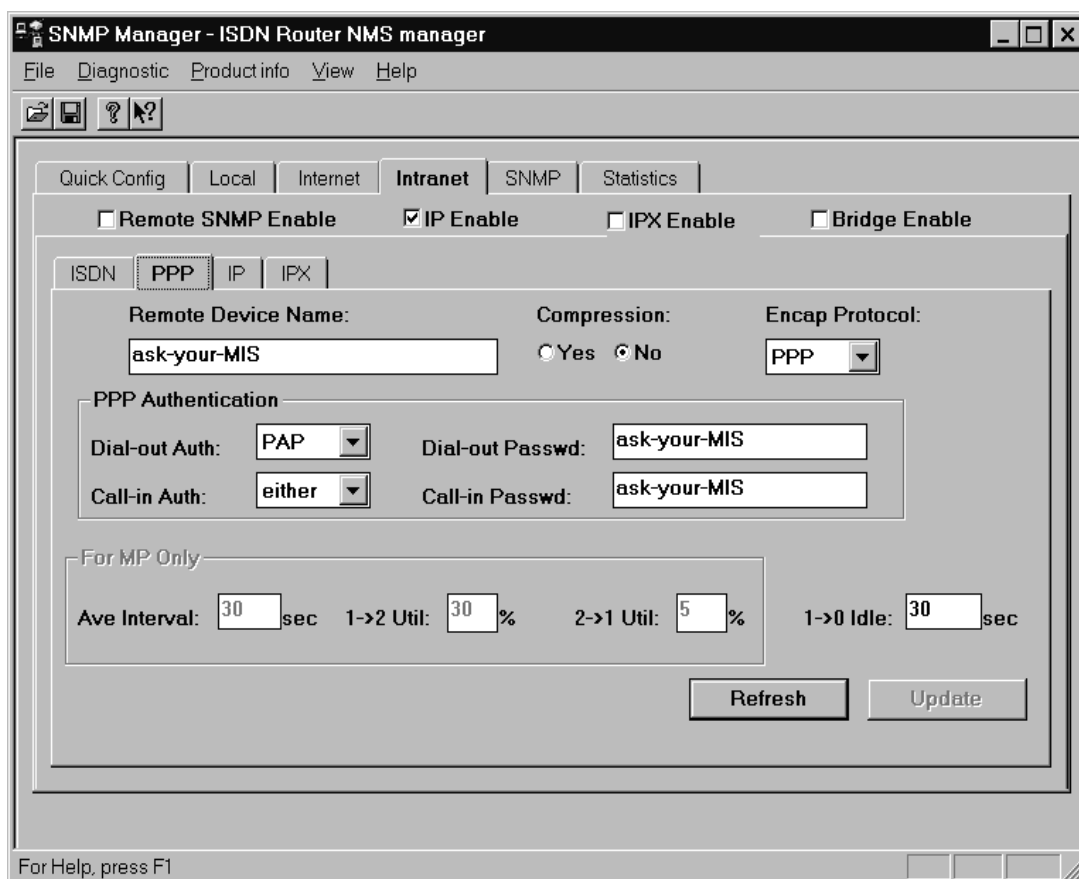 SNMP Manager - ISDN Router NMS manager
File Diagnostic Product info View Help
Quick Config Local Internet Intranet SNMP Statistics
Remote SNMP Enable IP Enable IPX Enable Bridge Enable
ISDN PPP IP IPX
Remote Device Name: Compression: Encap Protocol:
ask-your-MIS Yes No PPP
PPP Authentication
Dial-out Auth: PAP Dial-out Passwd: ask-your-MIS
Call-in Auth: either Call-in Passwd: ask-your-MIS
For MP Only
Ave Interval: 30 sec 1->2 Util: 30 % 2->1 Util: 5 % 1->0 Idle: 30 sec
Refresh Update
For Help, press F1